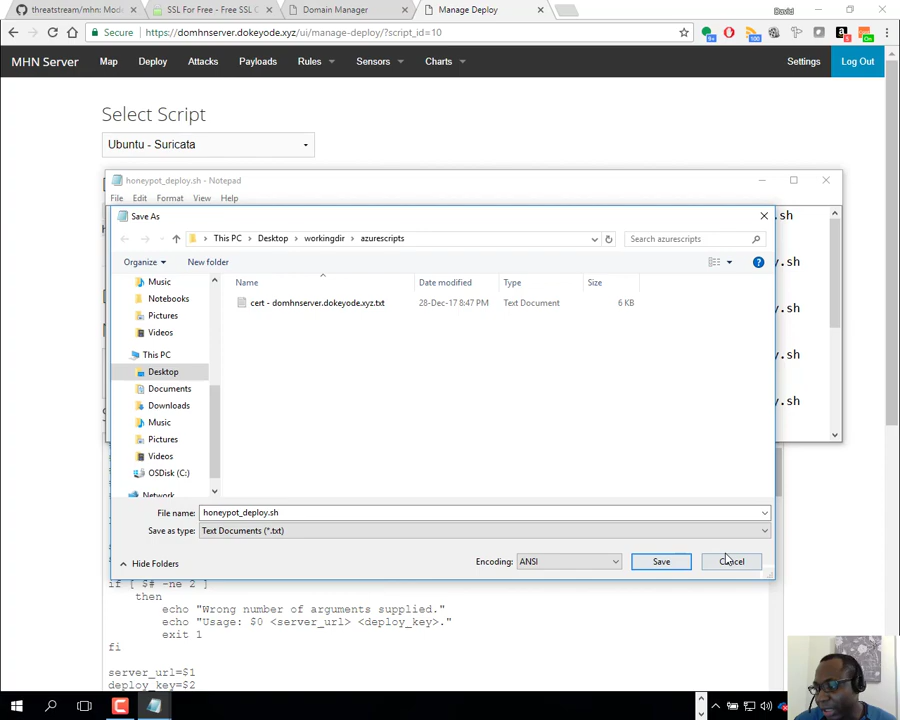 threatstream/mhn: Mod
SSL For Free - Free SSL C
Domain Manager
Manage Deploy
David
Secure
https://domhnserver.dokeyode.xyz/ui/manage-deploy/?script_id=10
MHN Server
Map
Deploy
Attacks
Payloads
Rules
Sensors
Charts
Settings
Log Out
Select Script
Ubuntu - Suricata
honeypot_deploy.sh - Notepad
File Edit Format View Help
Save As
.sh
This PC > Desktop > workingdir > azurescripts
Search azurescripts
Organize
New folder
y.sh
Music
Notebooks
Pictures
Videos
This PC
Desktop
Documents
Downloads
Music
Pictures
Videos
OSDisk (C:)
Network
Name
Date modified
Type
Size
cert - domhnserver.dokeyode.xyz.txt
28-Dec-17 8:47 PM
Text Document
6 KB
y.sh
y.sh
y.sh
File name:
honeypot_deploy.sh
Save as type:
Text Documents (*.txt)
Hide Folders
Encoding:
ANSI
Save
Cancel
if [ $# -ne 2 ]
then
echo "Wrong number of arguments supplied."
echo "Usage: $0 <server_url> <deploy_key>."
exit 1
fi
server_url=$1
deploy_key=$2